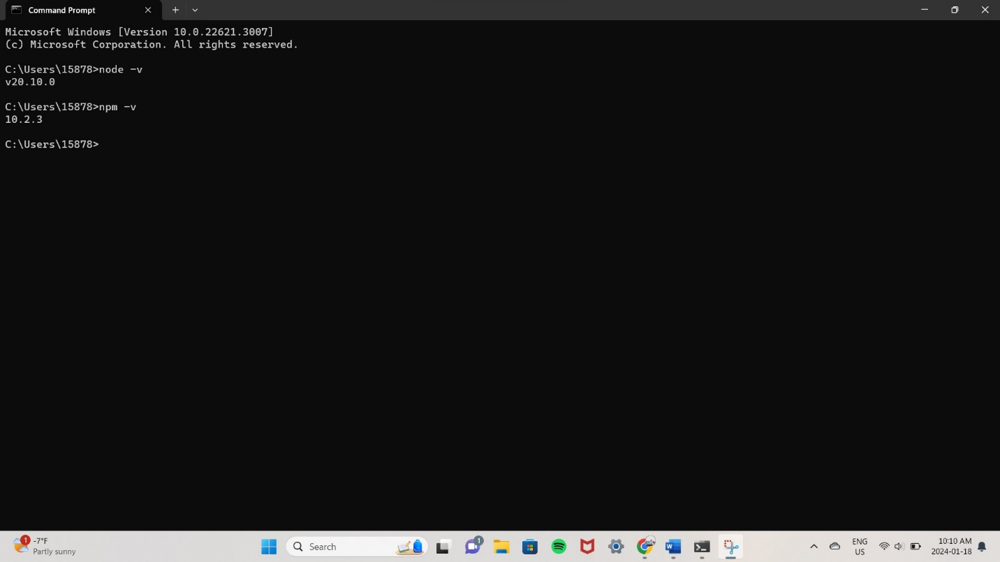 Command Prompt
Microsoft Windows [Version 10.0.22621.3007]
(c) Microsoft Corporation. All rights reserved.
C:\Users\15878>node -v
v20.10.0
C:\Users\15878>npm -v
10.2.3
C:\Users\15878>
1
-7°F
Partly sunny
Search
1
W
ENG
US
10:10 AM
2024-01-18